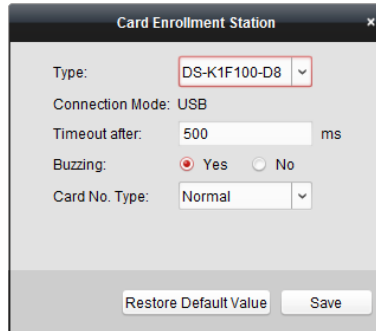 Card Enrollment Station ×
Type: DS-K1F100-D8
Connection Mode: USB
Timeout after: 500 ms
Buzzing: Yes No
Card No. Type: Normal
Restore Default Value Save